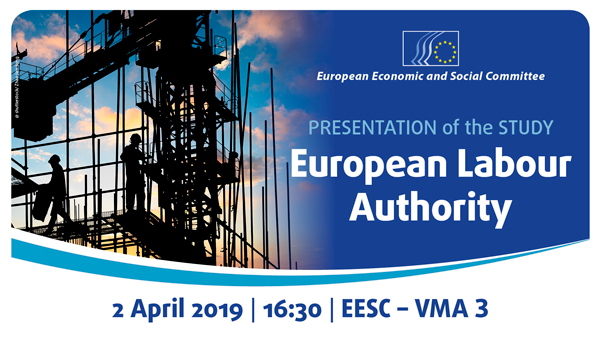 European Economic and Social Committee
PRESENTATION of the STUDY
European Labour
Authority
2 April 2019 | 16:30 | EESC – VMA 3